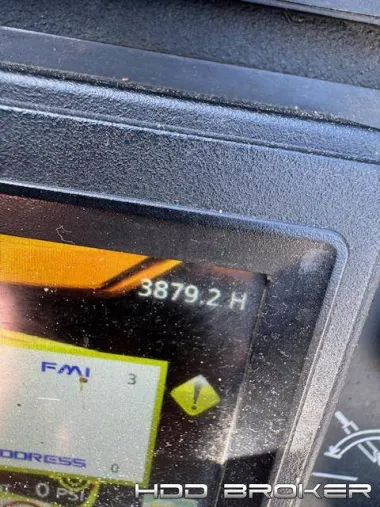 3879.2 H
FMI 3
DDRESS 0
0 PSI
HDD BROKER